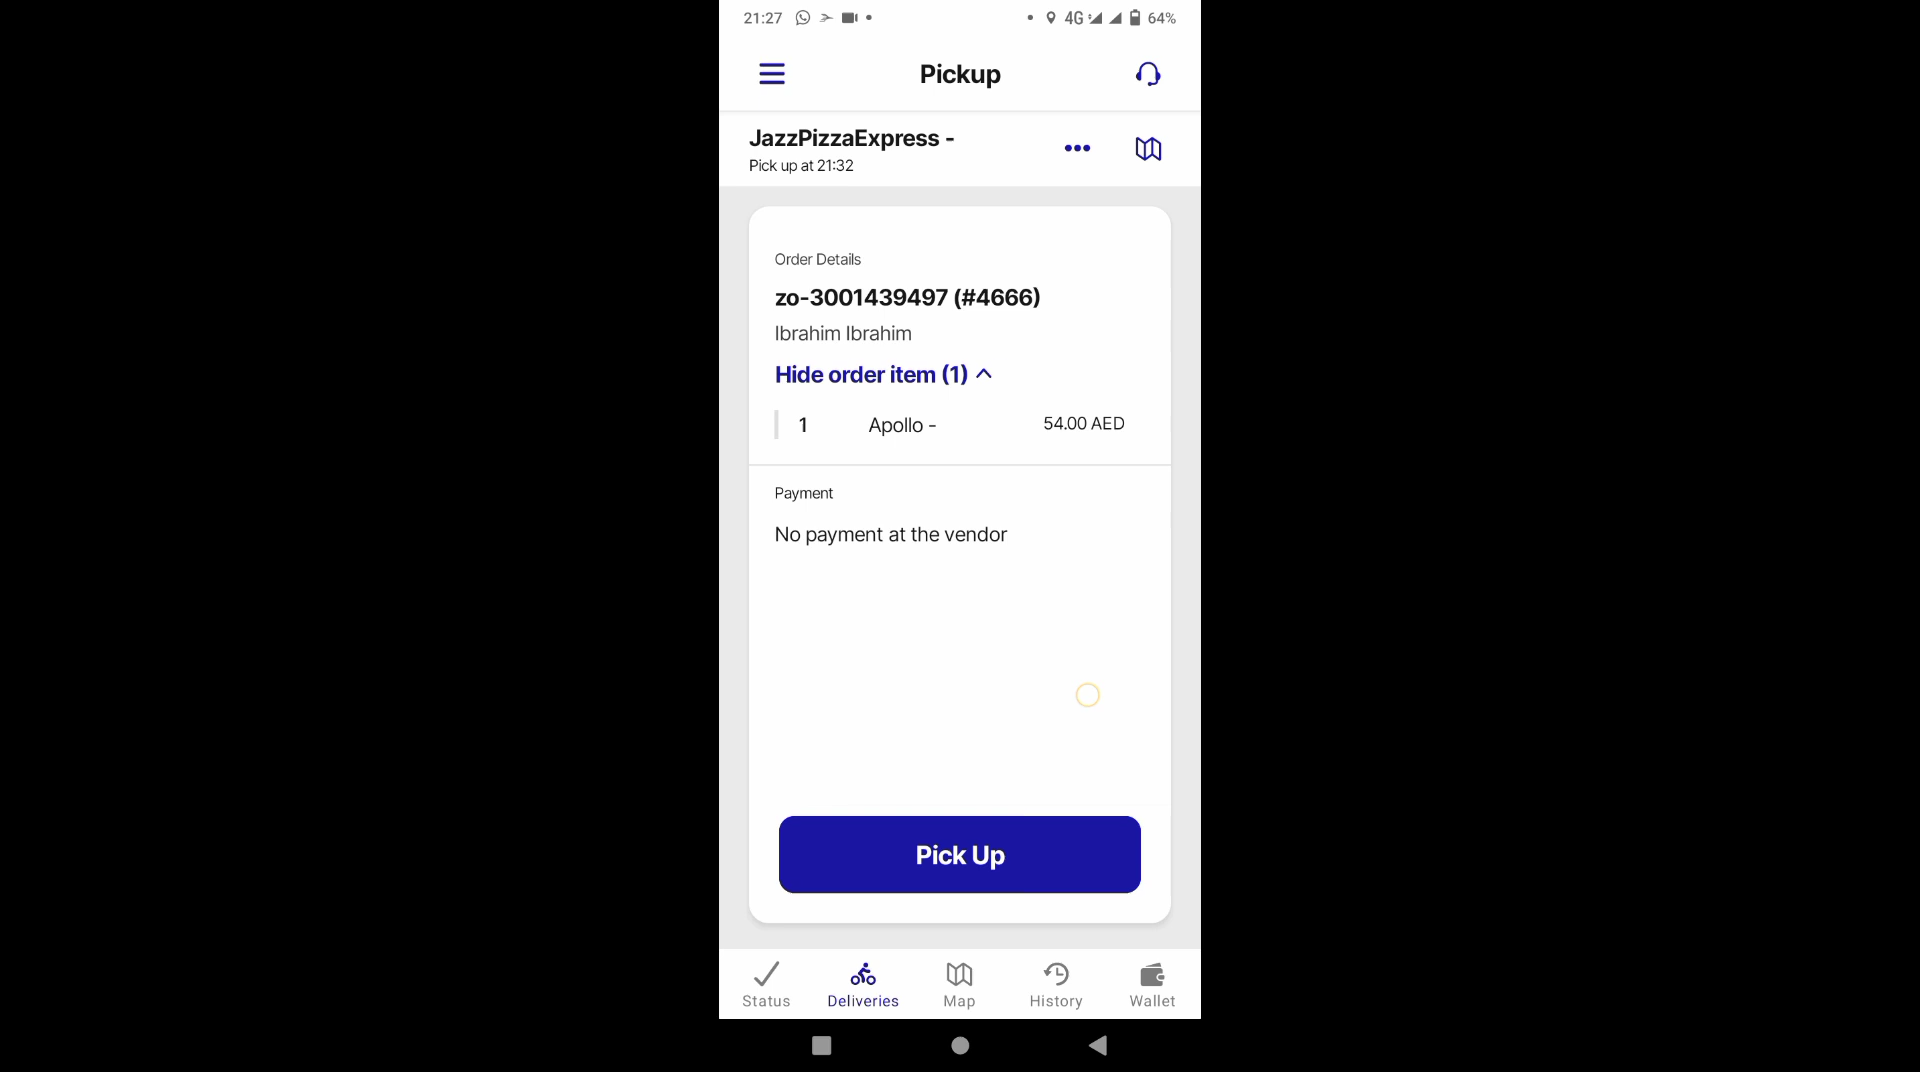 21:27 4G 64%
Pickup
JazzPizzaExpress -
Pick up at 21:32
Order Details
zo-3001439497 (#4666)
Ibrahim Ibrahim
Hide order item (1)
1 Apollo - 54.00 AED
Payment
No payment at the vendor
Pick Up
Status Deliveries Map History Wallet